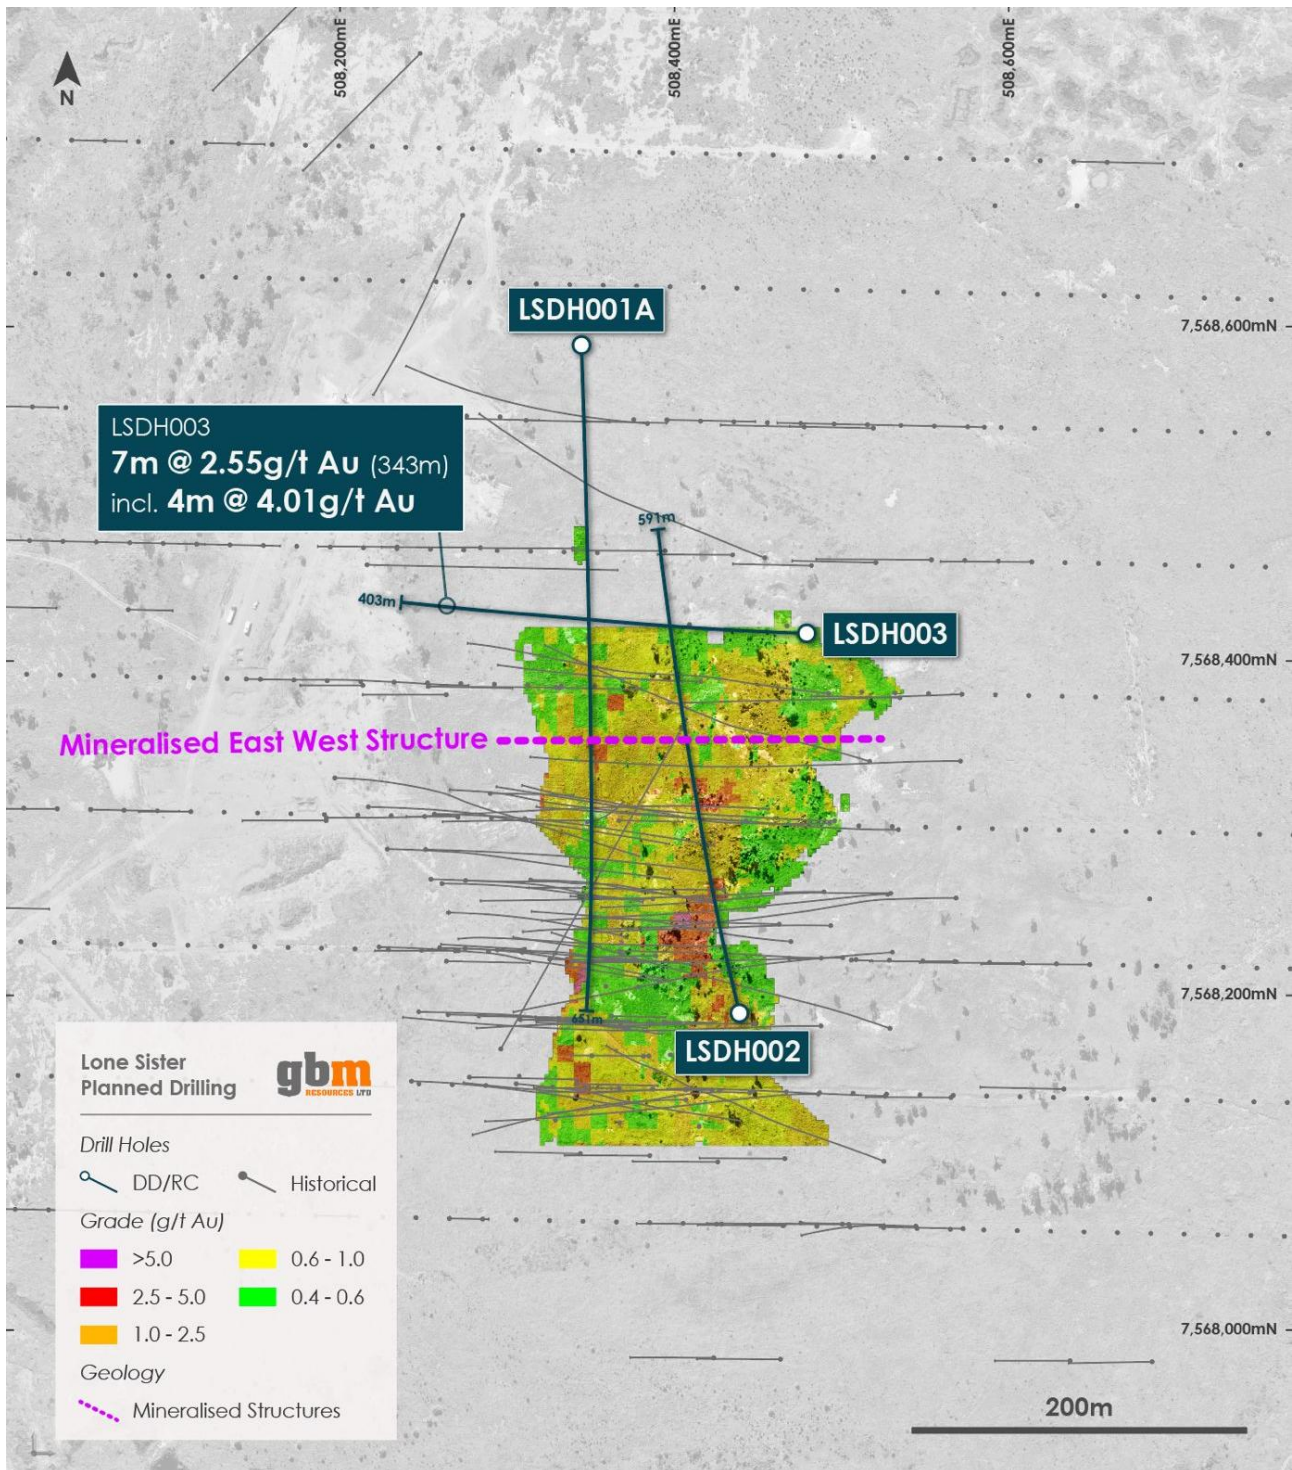 508,200mE
508,400mE
508,600mE
N
LSDH001A
7,568,600mN
LSDH003
7m @ 2.55g/t Au (343m)
incl. 4m @ 4.01g/t Au
591m
403m
LSDH003
7,568,400mN
Mineralised East West Structure
7,568,200mN
651m
LSDH002
Lone Sister
Planned Drilling
gbm
RESOURCES LTD
Drill Holes
DD/RC
Historical
Grade (g/t Au)
>5.0
0.6 - 1.0
2.5 - 5.0
0.4 - 0.6
1.0 - 2.5
7,568,000mN
Geology
Mineralised Structures
200m